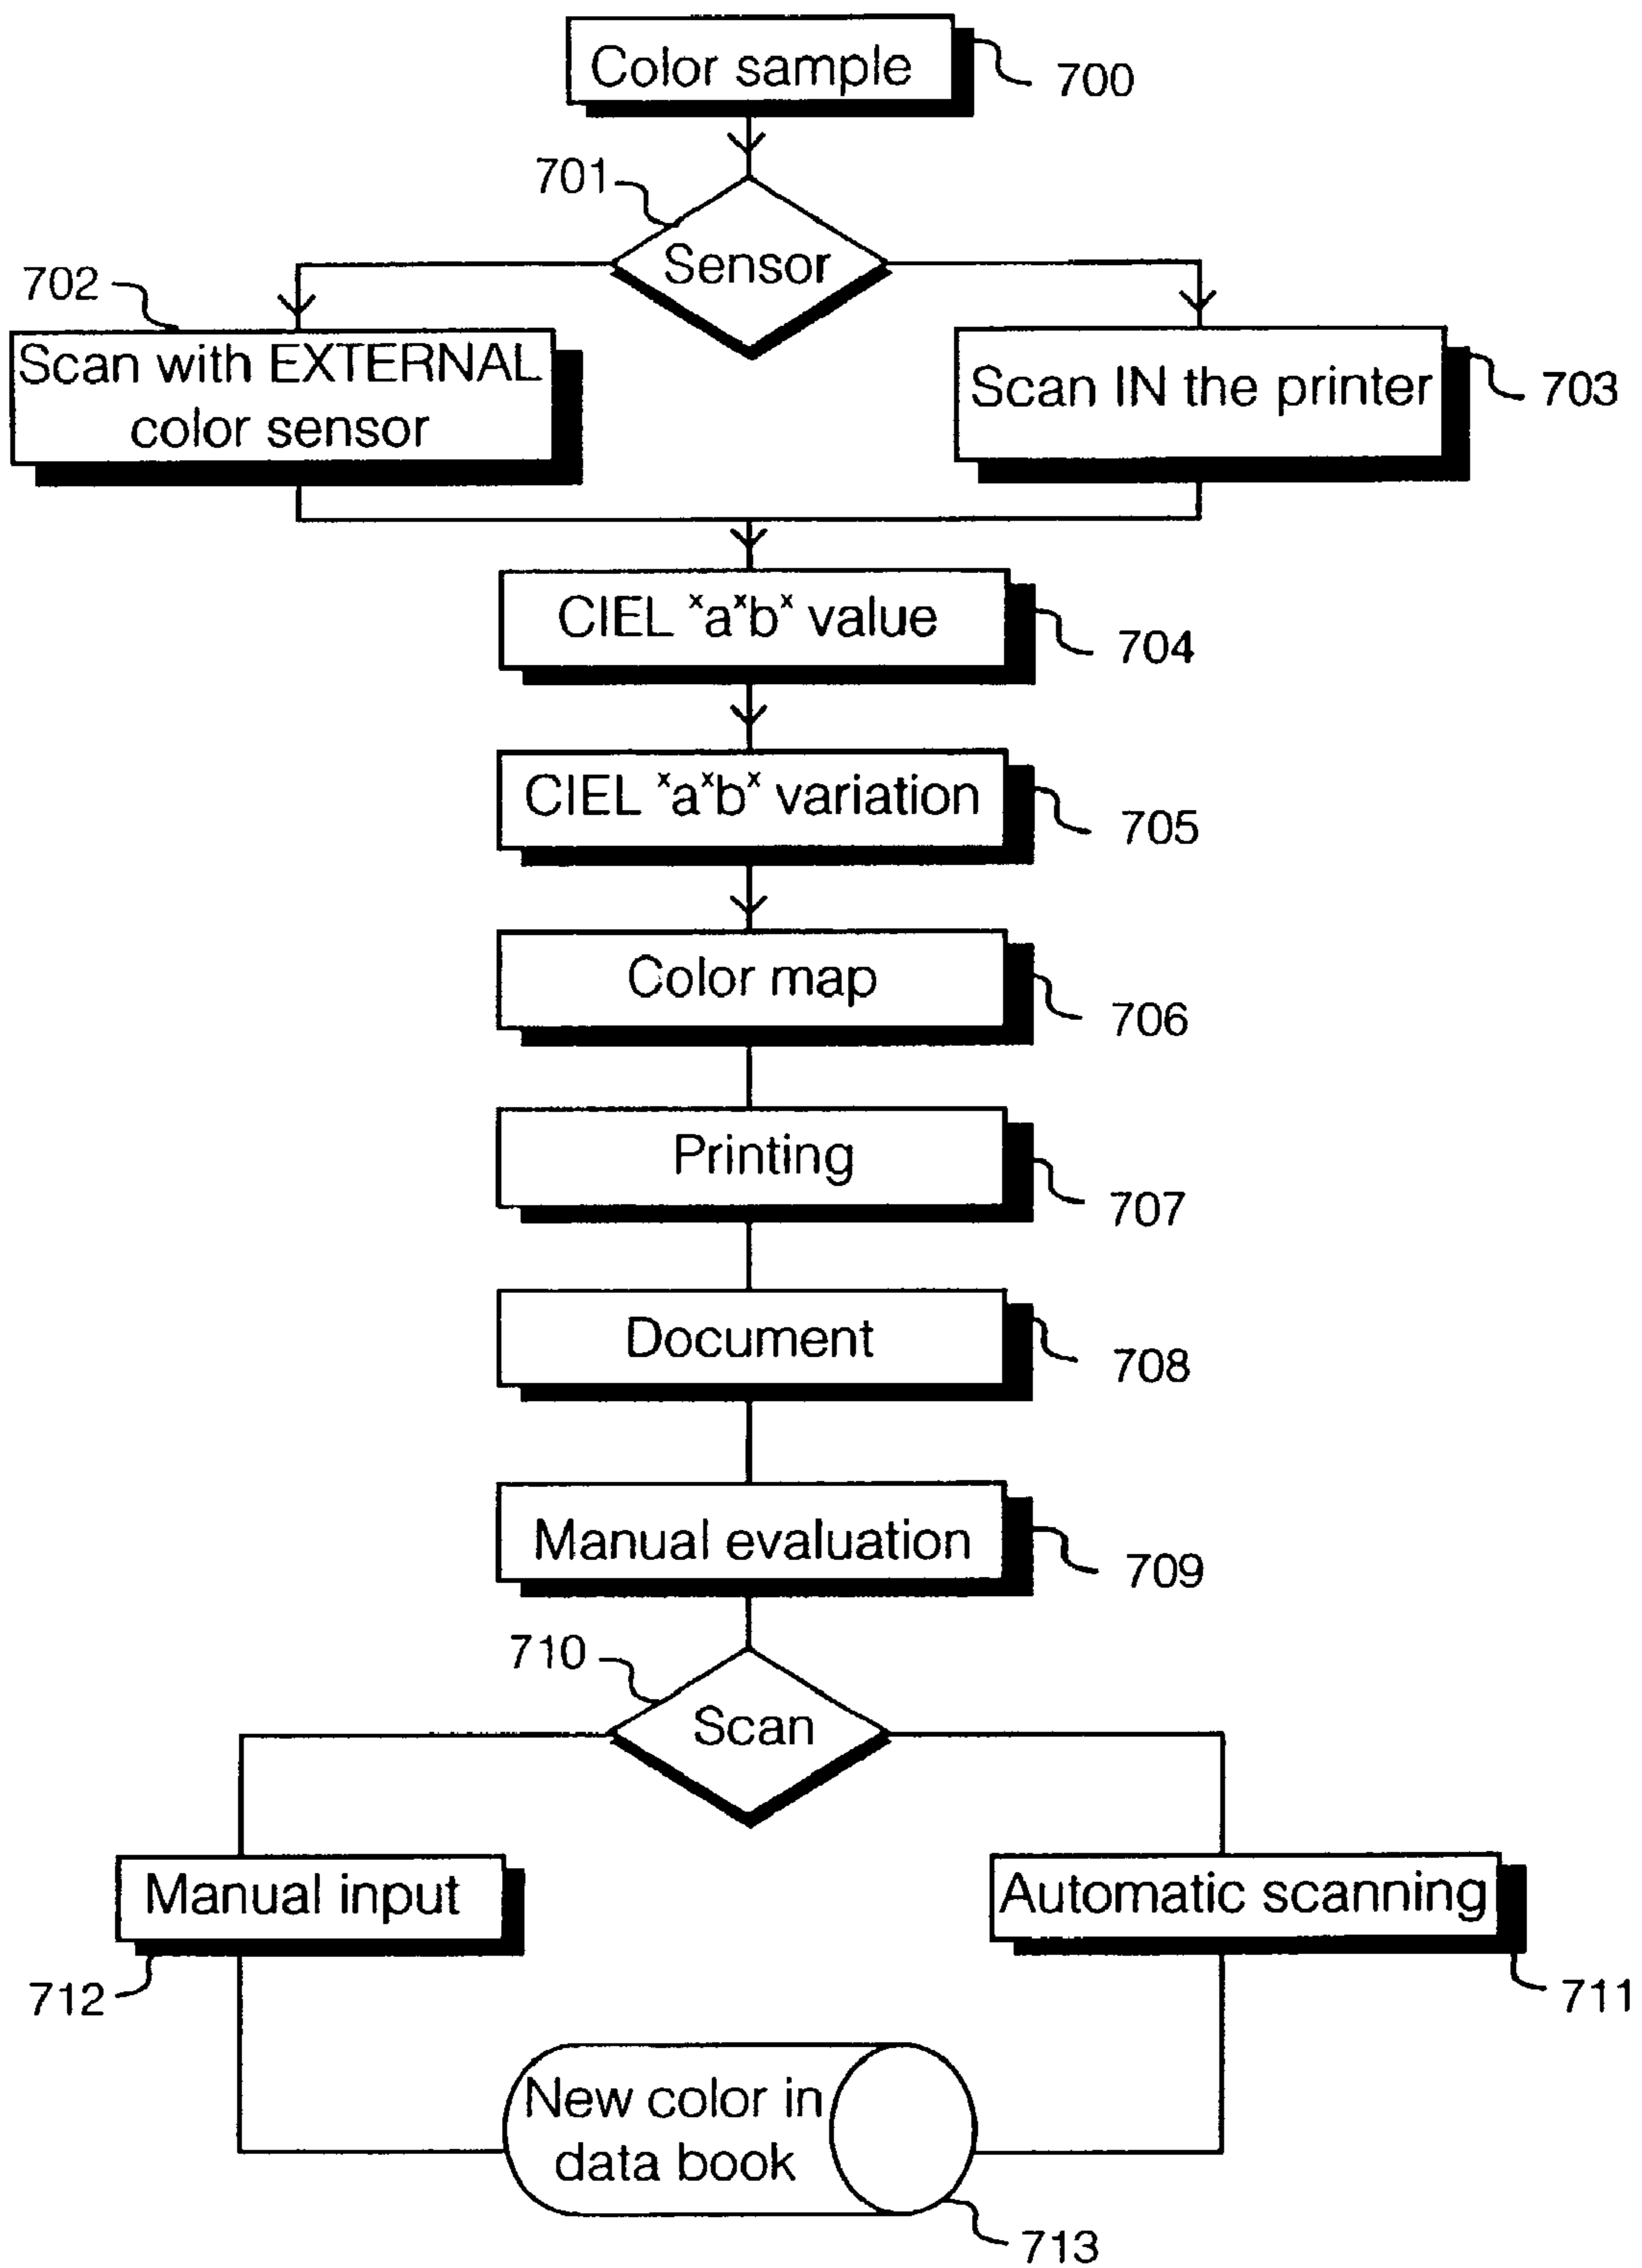 Color sample
700
701
Sensor
702
Scan with EXTERNAL
color sensor
Scan IN the printer
703
CIEL *a*b* value
704
CIEL *a*b* variation
705
Color map
706
Printing
707
Document
708
Manual evaluation
709
710
Scan
Manual input
712
Automatic scanning
711
New color in
data book
713